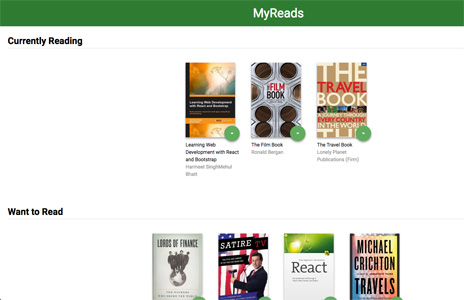 MyReads
Currently Reading
Learning Web Development
with React and Bootstrap
THE
FILM
BOOK
THE
TRAVEL
BOOK
EVERY COUNTRY
IN THE WORLD
Learning Web
Development with React
and Bootstrap
Harmeet SinghMehul
Bhatt
The Film Book
Ronald Bergan
The Travel Book
Lonely Planet
Publications (Firm)
Want to Read
LORDS OF FINANCE
SATIRE TV
React
MICHAEL
CRICHTON
TRAVELS